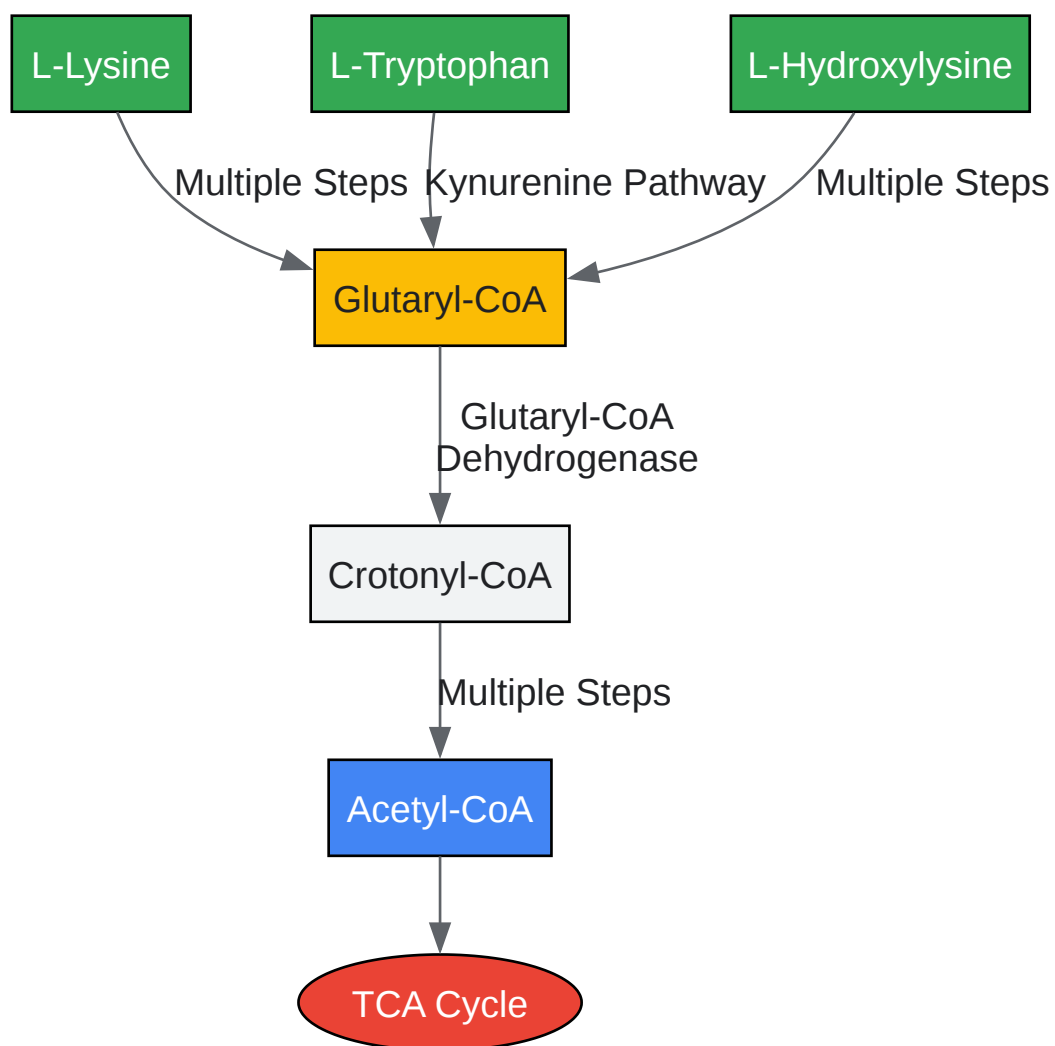 L-Lysine
L-Tryptophan
L-Hydroxylysine
Multiple Steps
Kynurenine Pathway
Multiple Steps
Glutaryl-CoA
Glutaryl-CoA
Dehydrogenase
Crotonyl-CoA
Multiple Steps
Acetyl-CoA
TCA Cycle